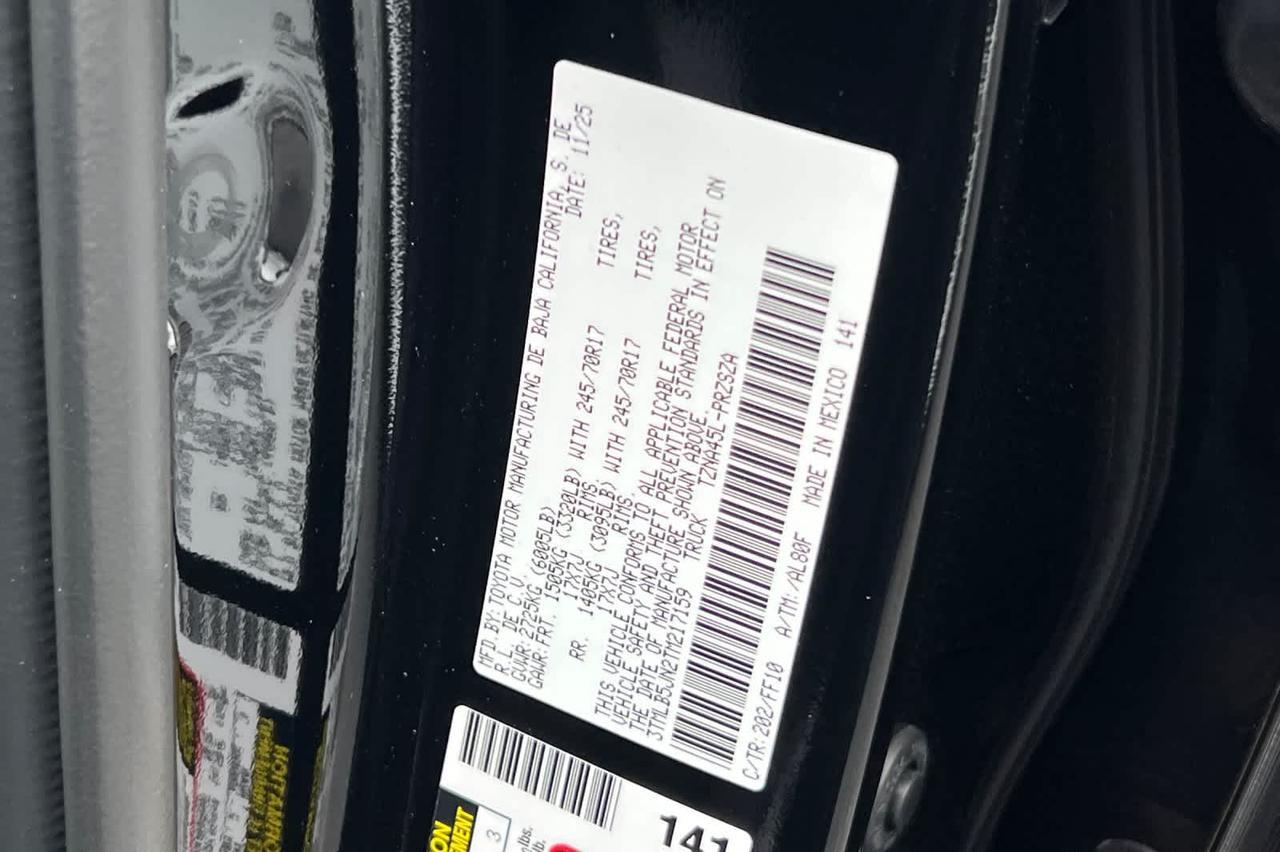 MFD.BY:TOYOTA MOTOR MANUFACTURING DE BAJA CALIFORNIA, S. DE
R.L. DE C.V. DATE: 11/25
GVWR:2725KG (6005LB)
GAWR:FRT. 1505KG (3320LB) WITH 245/70R17 TIRES,
17X7J RIMS,
RR. 1405KG (3095LB) WITH 245/70R17 TIRES,
17X7J RIMS.
THIS VEHICLE CONFORMS TO ALL APPLICABLE FEDERAL MOTOR
VEHICLE SAFETY AND THEFT PREVENTION STANDARDS IN EFFECT ON
THE DATE OF MANUFACTURE SHOWN ABOVE.
3TMLB5JN2TM217159 TRUCK TZNA45L-PRZSZA
C/TR:202/FF10 A/TM:/AL80F MADE IN MEXICO 141
141
3
lb.